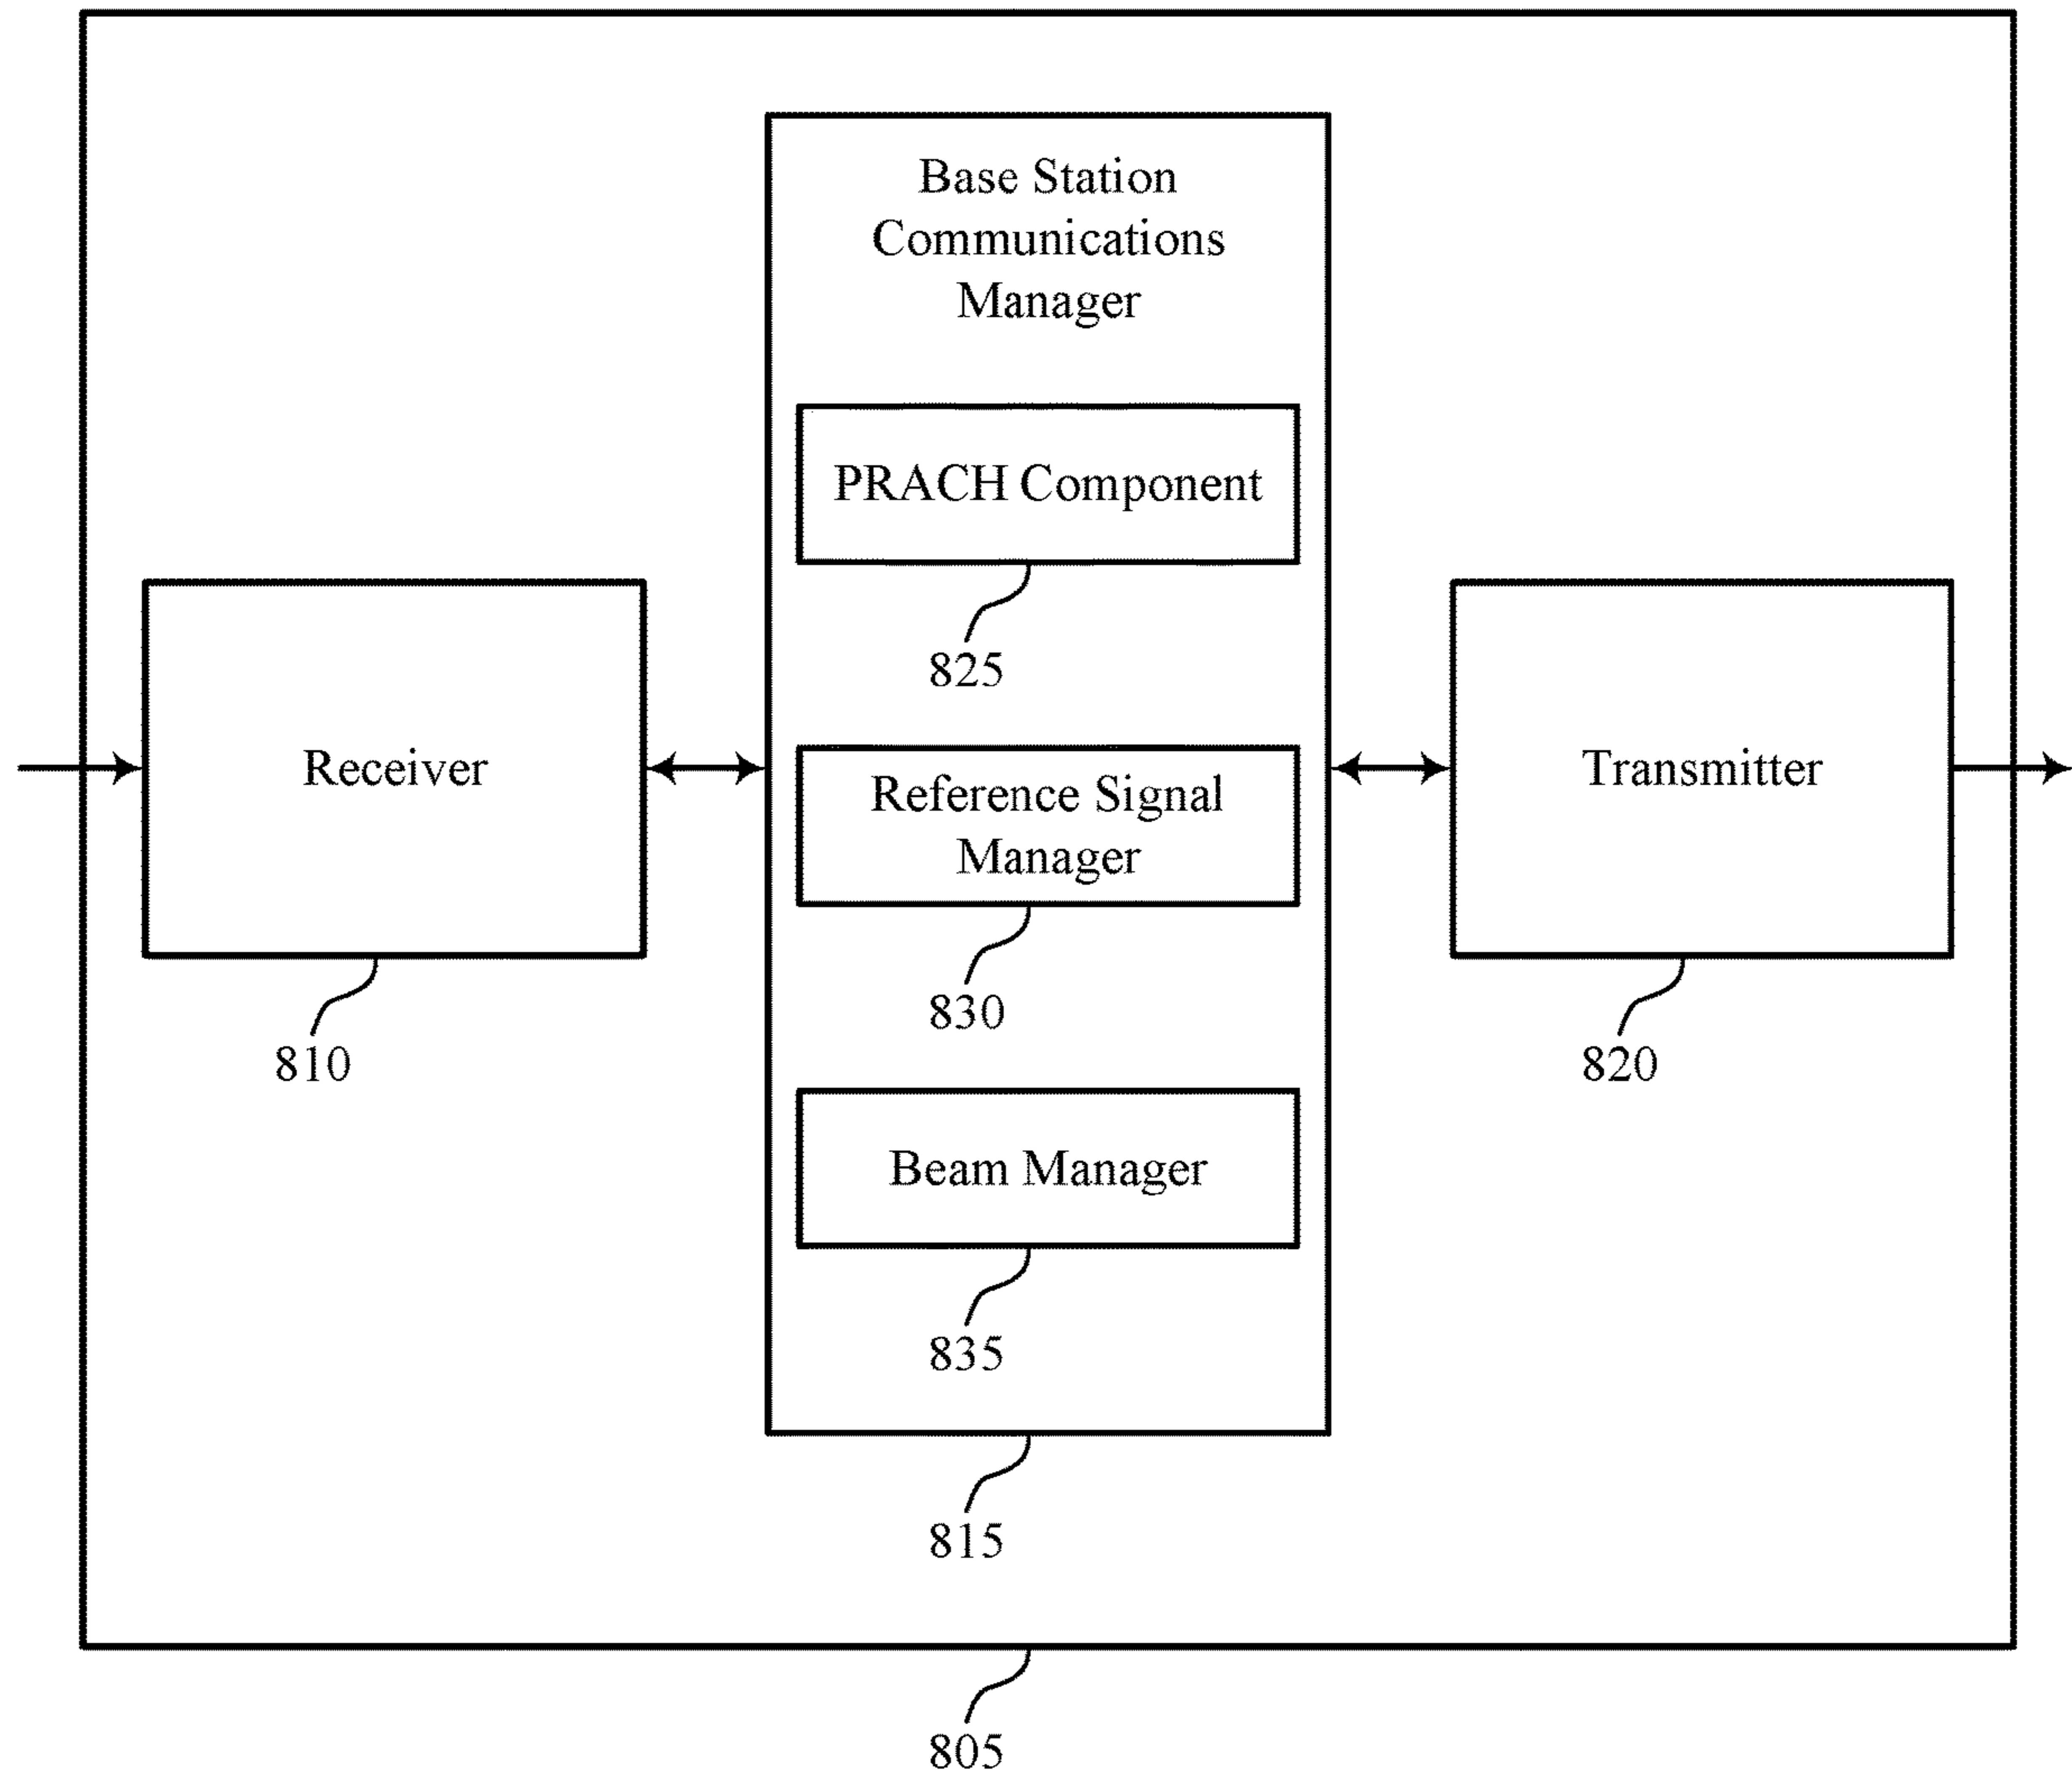 Base Station
Communications
Manager
PRACH Component
825
Receiver
810
Reference Signal
Manager
830
Transmitter
820
Beam Manager
835
815
805